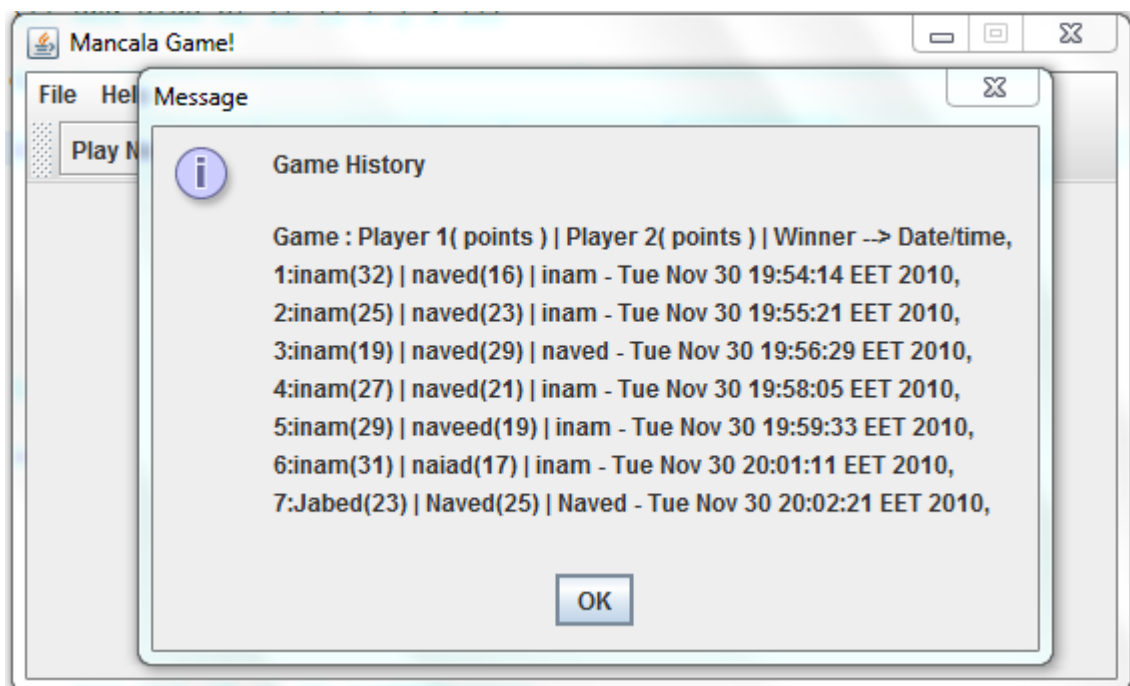 Mancala Game!
File
Message
Play
Game History
Game : Player 1( points ) | Player 2( points ) | Winner --> Date/time,
1:inam(32) | naved(16) | inam - Tue Nov 30 19:54:14 EET 2010,
2:inam(25) | naved(23) | inam - Tue Nov 30 19:55:21 EET 2010,
3:inam(19) | naved(29) | naved - Tue Nov 30 19:56:29 EET 2010,
4:inam(27) | naved(21) | inam - Tue Nov 30 19:58:05 EET 2010,
5:inam(29) | naveed(19) | inam - Tue Nov 30 19:59:33 EET 2010,
6:inam(31) | naiad(17) | inam - Tue Nov 30 20:01:11 EET 2010,
7:Jabed(23) | Naved(25) | Naved - Tue Nov 30 20:02:21 EET 2010,
OK